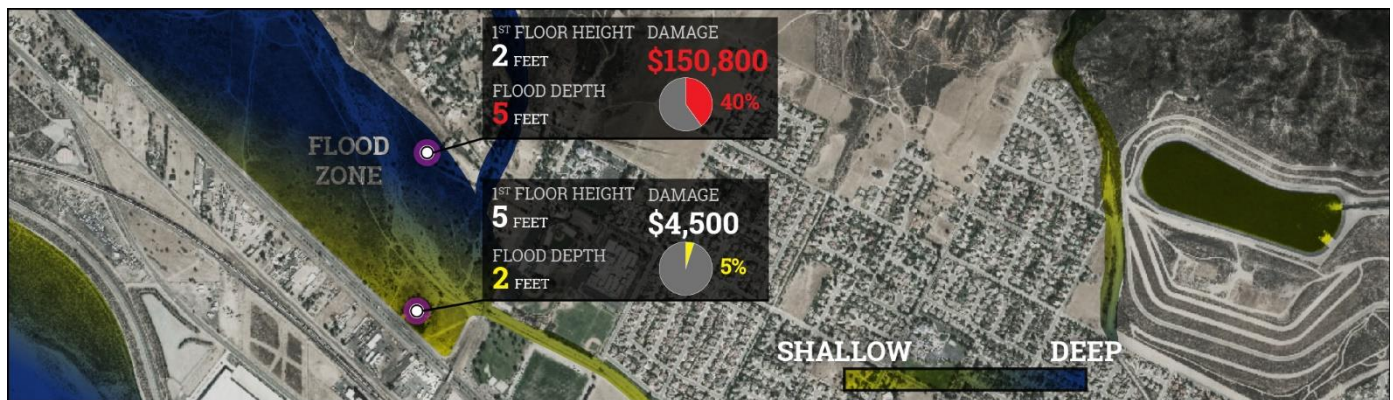 1ST FLOOR HEIGHT
2 FEET
FLOOD DEPTH
5 FEET
DAMAGE
$150,800
40%
FLOOD
ZONE
1ST FLOOR HEIGHT
5 FEET
FLOOD DEPTH
2 FEET
DAMAGE
$4,500
5%
SHALLOW
DEEP